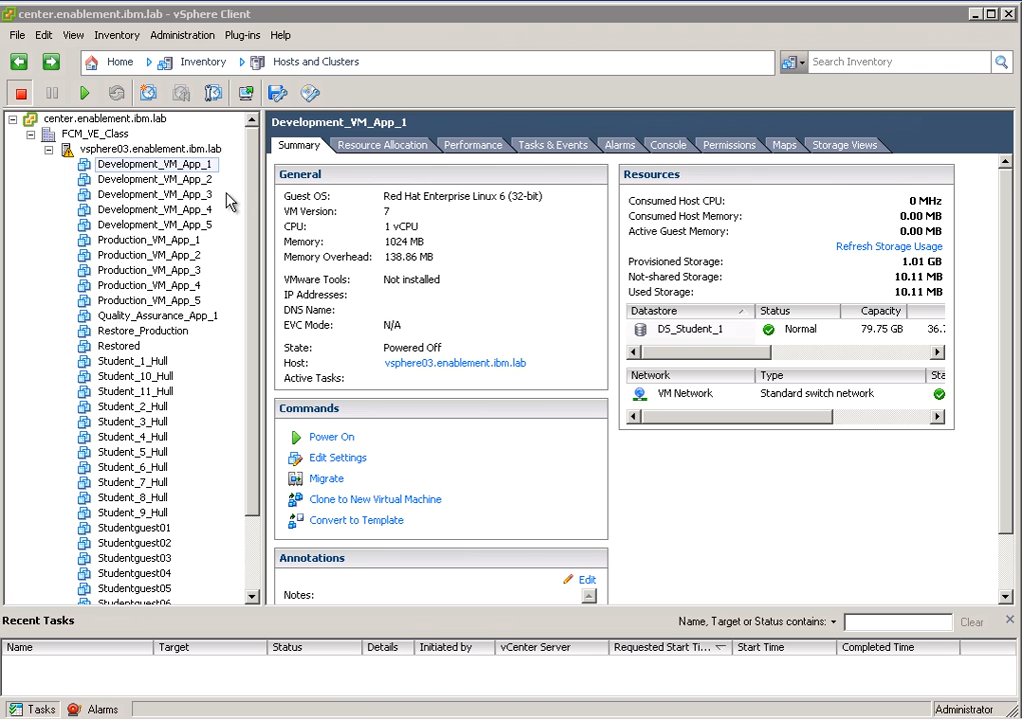 center.enablement.ibm.lab - vSphere Client
File Edit View Inventory Administration Plug-ins Help
Home Inventory Hosts and Clusters
Search Inventory
center.enablement.ibm.lab
FCM_VE_Class
vsphere03.enablement.ibm.lab
Development_VM_App_1
Development_VM_App_2
Development_VM_App_3
Development_VM_App_4
Development_VM_App_5
Production_VM_App_1
Production_VM_App_2
Production_VM_App_3
Production_VM_App_4
Production_VM_App_5
Quality_Assurance_App_1
Restore_Production
Restored
Student_1_Hull
Student_10_Hull
Student_11_Hull
Student_2_Hull
Student_3_Hull
Student_4_Hull
Student_5_Hull
Student_6_Hull
Student_7_Hull
Student_8_Hull
Student_9_Hull
Studentguest01
Studentguest02
Studentguest03
Studentguest04
Studentguest05
Studentguest06
Development_VM_App_1
Summary Resource Allocation Performance Tasks & Events Alarms Console Permissions Maps Storage Views
General
Guest OS: Red Hat Enterprise Linux 6 (32-bit)
VM Version: 7
CPU: 1 vCPU
Memory: 1024 MB
Memory Overhead: 138.86 MB
VMware Tools: Not installed
IP Addresses:
DNS Name:
EVC Mode: N/A
State: Powered Off
Host: vsphere03.enablement.ibm.lab
Active Tasks:
Commands
Power On
Edit Settings
Migrate
Clone to New Virtual Machine
Convert to Template
Annotations
Edit
Notes:
Resources
Consumed Host CPU: 0 MHz
Consumed Host Memory: 0.00 MB
Active Guest Memory: 0.00 MB
Refresh Storage Usage
Provisioned Storage: 1.01 GB
Not-shared Storage: 10.11 MB
Used Storage: 10.11 MB
Datastore Status Capacity
DS_Student_1 Normal 79.75 GB 36.7
Network Type Sta
VM Network Standard switch network
Recent Tasks
Name, Target or Status contains: Clear
Name Target Status Details Initiated by vCenter Server Requested Start Ti... Start Time Completed Time
Tasks Alarms Administrator